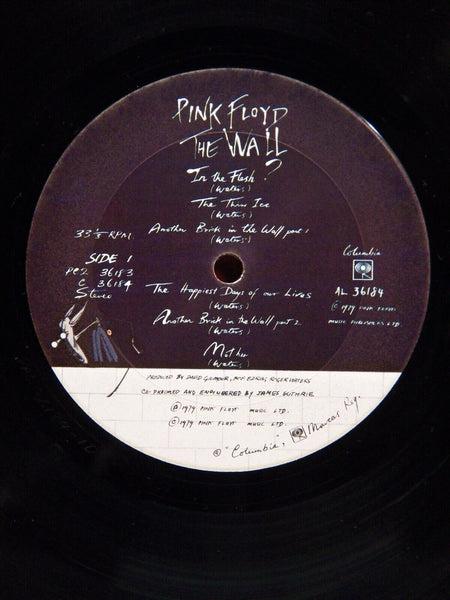 PINK FLOYD
THE WALL
In the Flesh?
(Waters)
The Thin Ice
(Waters)
Another Brick in the Wall part 1
(Waters)
33⅓ RPM.
SIDE 1
PC2 36183
C 36184
Stereo
Columbia
AL 36184
Ⓟ 1979 PINK FLOYD
MUSIC PUBLISHERS LTD
The Happiest Days of our Lives
(Waters)
Another Brick in the Wall part 2
(Waters)
Mother
(Waters)
PRODUCED BY DAVID GILMOUR, BOB EZRIN, ROGER WATERS
CO-PRODUCED AND ENGINEERED BY JAMES GUTHRIE
Ⓟ 1979 PINK FLOYD MUSIC LTD.
© 1979 PINK FLOYD MUSIC LTD.
® "Columbia", Marcas Reg.